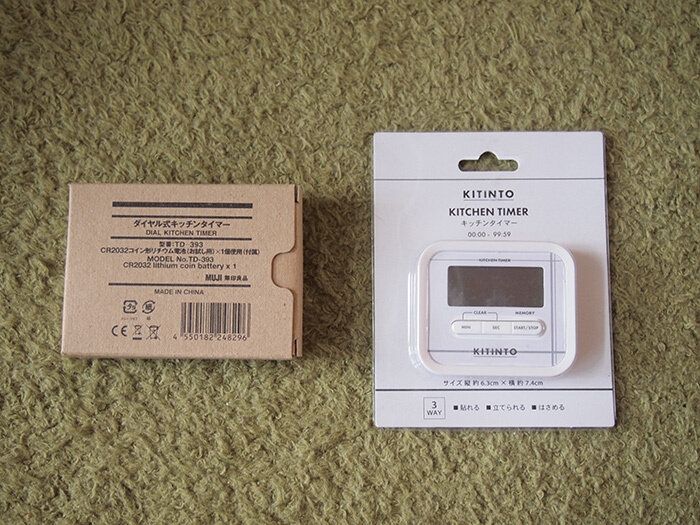 ダイヤル式キッチンタイマー
DIAL KITCHEN TIMER
型番:TD-393
CR2032コイン形リチウム電池(お試し用)×1個使用(付属)
MODEL No.TD-393
CR2032 lithium coin battery x 1
MUJI 無印良品
MADE IN CHINA
紙
4 550182 248296
KITINTO
KITCHEN TIMER
キッチンタイマー
00:00 - 99:59
KITCHEN TIMER
CLEAR
MEMORY
MIN
SEC
START/STOP
KITINTO
サイズ 縦 約 6.3cm × 横 約 7.4cm
3 WAY
■貼れる ■立てられる ■はさめる